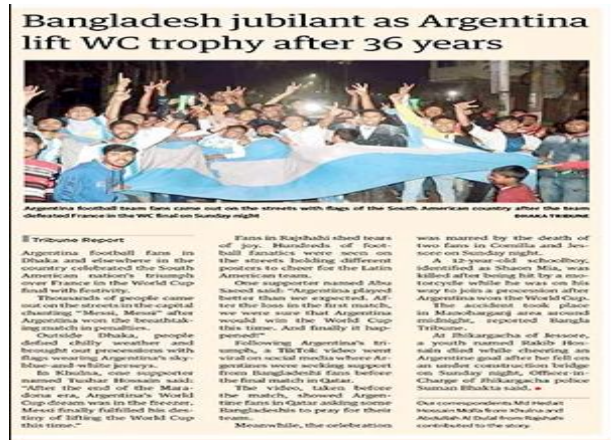 Bangladesh jubilant as Argentina
lift WC trophy after 36 years
Argentina football team fans came out on the streets with flags of the South American country after the team
defeated France in the WC final on Sunday night
DHAKA TRIBUNE
Tribune Report
Argentina football fans in
Dhaka and elsewhere in the
country celebrated the South
American nation's triumph
over France in the World Cup
final with festivity.
Thousands of people came
out on the streets in the capital
chanting "Messi, Messi" after
Argentina won the breathtak-
ing match in penalties.
Outside Dhaka, people
defied chilly weather and
brought out processions with
flags wearing Argentina's sky-
blue-and-white jerseys.
In Khulna, one supporter
named Tushar Hossain said:
"After the end of the Mara-
dona era, Argentina's World
Cup dream was in the freezer.
Messi finally fulfilled his des-
tiny of lifting the World Cup
this time."
Fans in Rajshahi shed tears
of joy. Hundreds of foot-
ball fanatics were seen on
the streets holding different
posters to cheer for the Latin
American team.
One supporter named Abu
Saeed said: "Argentina played
better than we expected. Af-
ter the loss in the first match,
we were sure that Argentina
would win the World Cup
this time. And finally it hap-
pened!"
Following Argentina's tri-
umph, a TikTok video went
viral on social media where Ar-
gentines were seeking support
from Bangladeshi fans before
the final match in Qatar.
The video, taken before
the match, showed Argen-
tine fans in Qatar asking some
Bangladeshis to pray for their
team.
Meanwhile, the celebration
was marred by the death of
two fans in Comilla and Jes-
sore on Sunday night.
A 12-year-old schoolboy,
identified as Shaon Mia, was
killed after being hit by a mo-
torcycle while he was on his
way to join a procession after
Argentina won the World Cup.
The accident took place
in Maoborganj area around
midnight, reported Bangla
Tribune.
At Jhikargacha of Jessore,
a youth named Rakib Hos-
sain died while cheering an
Argentine goal after he fell off
an under construction bridge
on Sunday night, Officer-in-
Charge of Jhikargacha police
Suman Bhakta said.
Our correspondents Md Hedait
Hossain Molla from Khulna and
Abdullah Al Dulal from Rajshahi
contributed to the story.